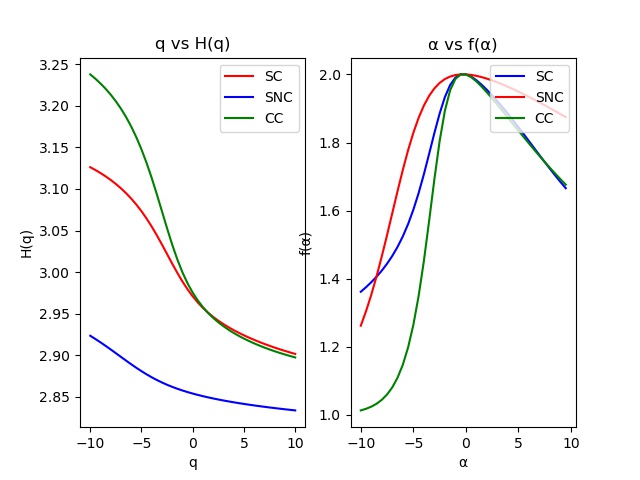 q vs H(q)
3.25
3.20
3.15
3.10
3.05
3.00
2.95
2.90
2.85
H(q)
−10
−5
0
5
10
q
SC
SNC
CC
α vs f(α)
2.0
1.8
1.6
1.4
1.2
1.0
f(α)
−10
−5
0
5
10
α
SC
SNC
CC